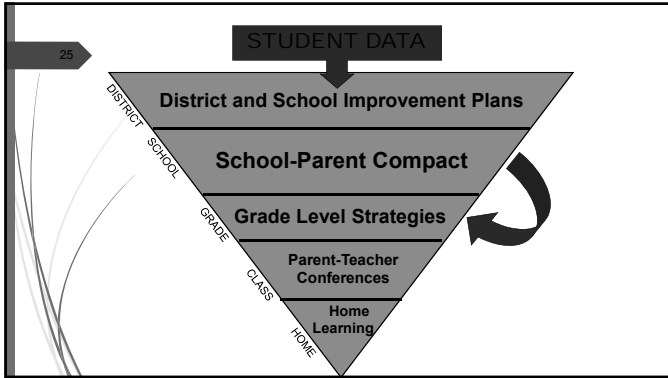 25
STUDENT DATA
District and School Improvement Plans
DISTRICT
School-Parent Compact
SCHOOL
Grade Level Strategies
GRADE
Parent-Teacher
Conferences
CLASS
Home
Learning
HOME